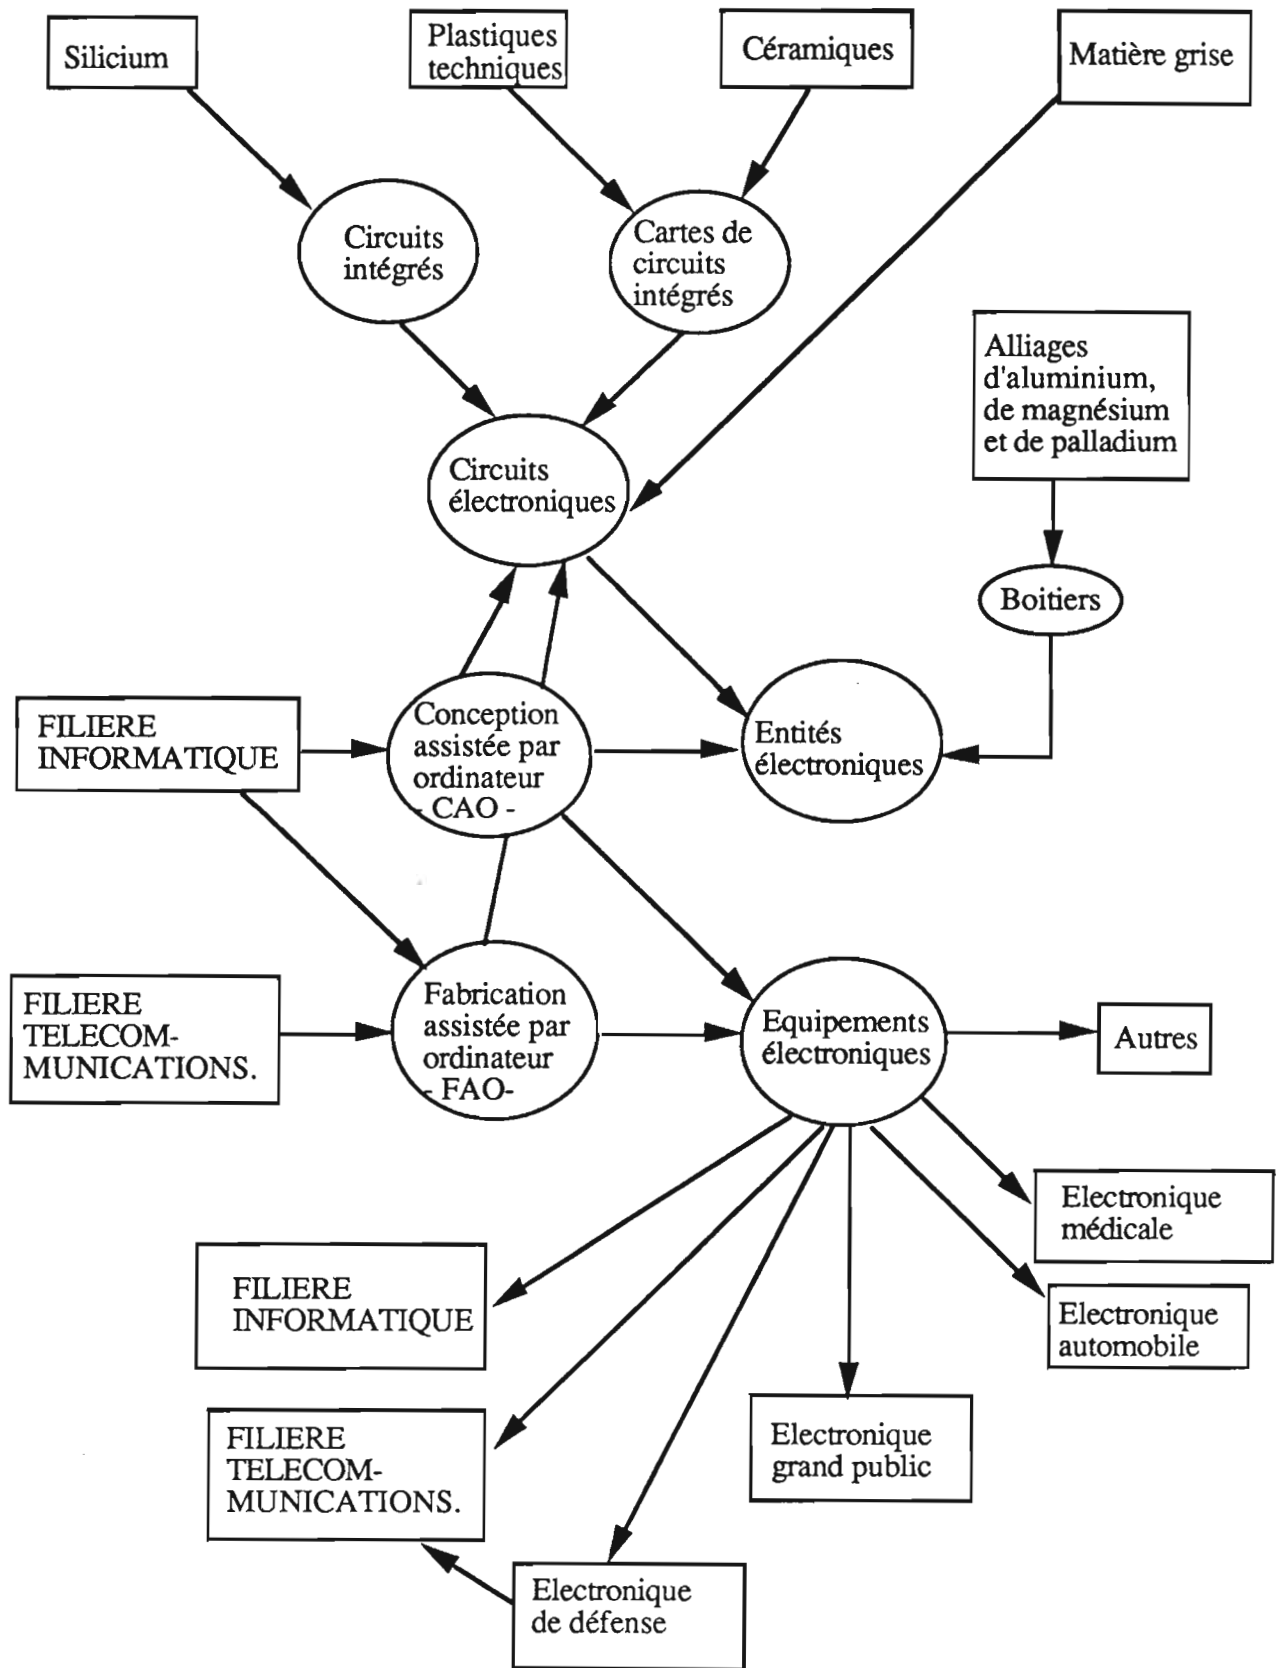 Silicium
Plastiques
techniques
Céramiques
Matière grise
Circuits
intégrés
Cartes de
circuits
intégrés
Alliages
d'aluminium,
de magnésium
et de palladium
Circuits
électroniques
Boitiers
FILIERE
INFORMATIQUE
Conception
assistée par
ordinateur
- CAO -
Entités
électroniques
FILIERE
TELECOM-
MUNICATIONS.
Fabrication
assistée par
ordinateur
- FAO-
Equipements
électroniques
Autres
Electronique
médicale
FILIERE
INFORMATIQUE
Electronique
automobile
FILIERE
TELECOM-
MUNICATIONS.
Electronique
grand public
Electronique
de défense